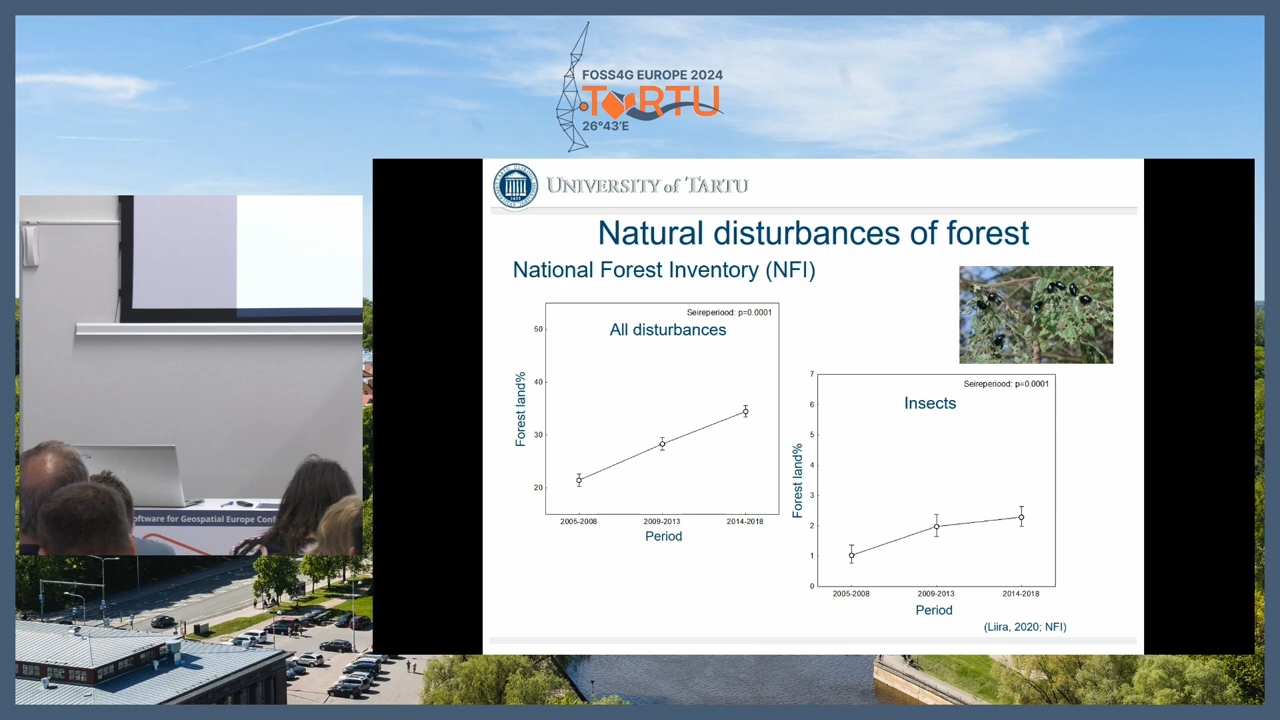 FOSS4G EUROPE 2024
TARTU
26°43'E
UNIVERSITY of TARTU
Natural disturbances of forest
National Forest Inventory (NFI)
Seireperiood: p=0.0001
All disturbances
50
40
30
20
Forest land%
2005-2008 2009-2013 2014-2018
Period
Seireperiood: p=0.0001
Insects
7
6
5
4
3
2
1
0
Forest land%
2005-2008 2009-2013 2014-2018
Period
(Liira, 2020; NFI)
oftware for Geospatial Europe Conf